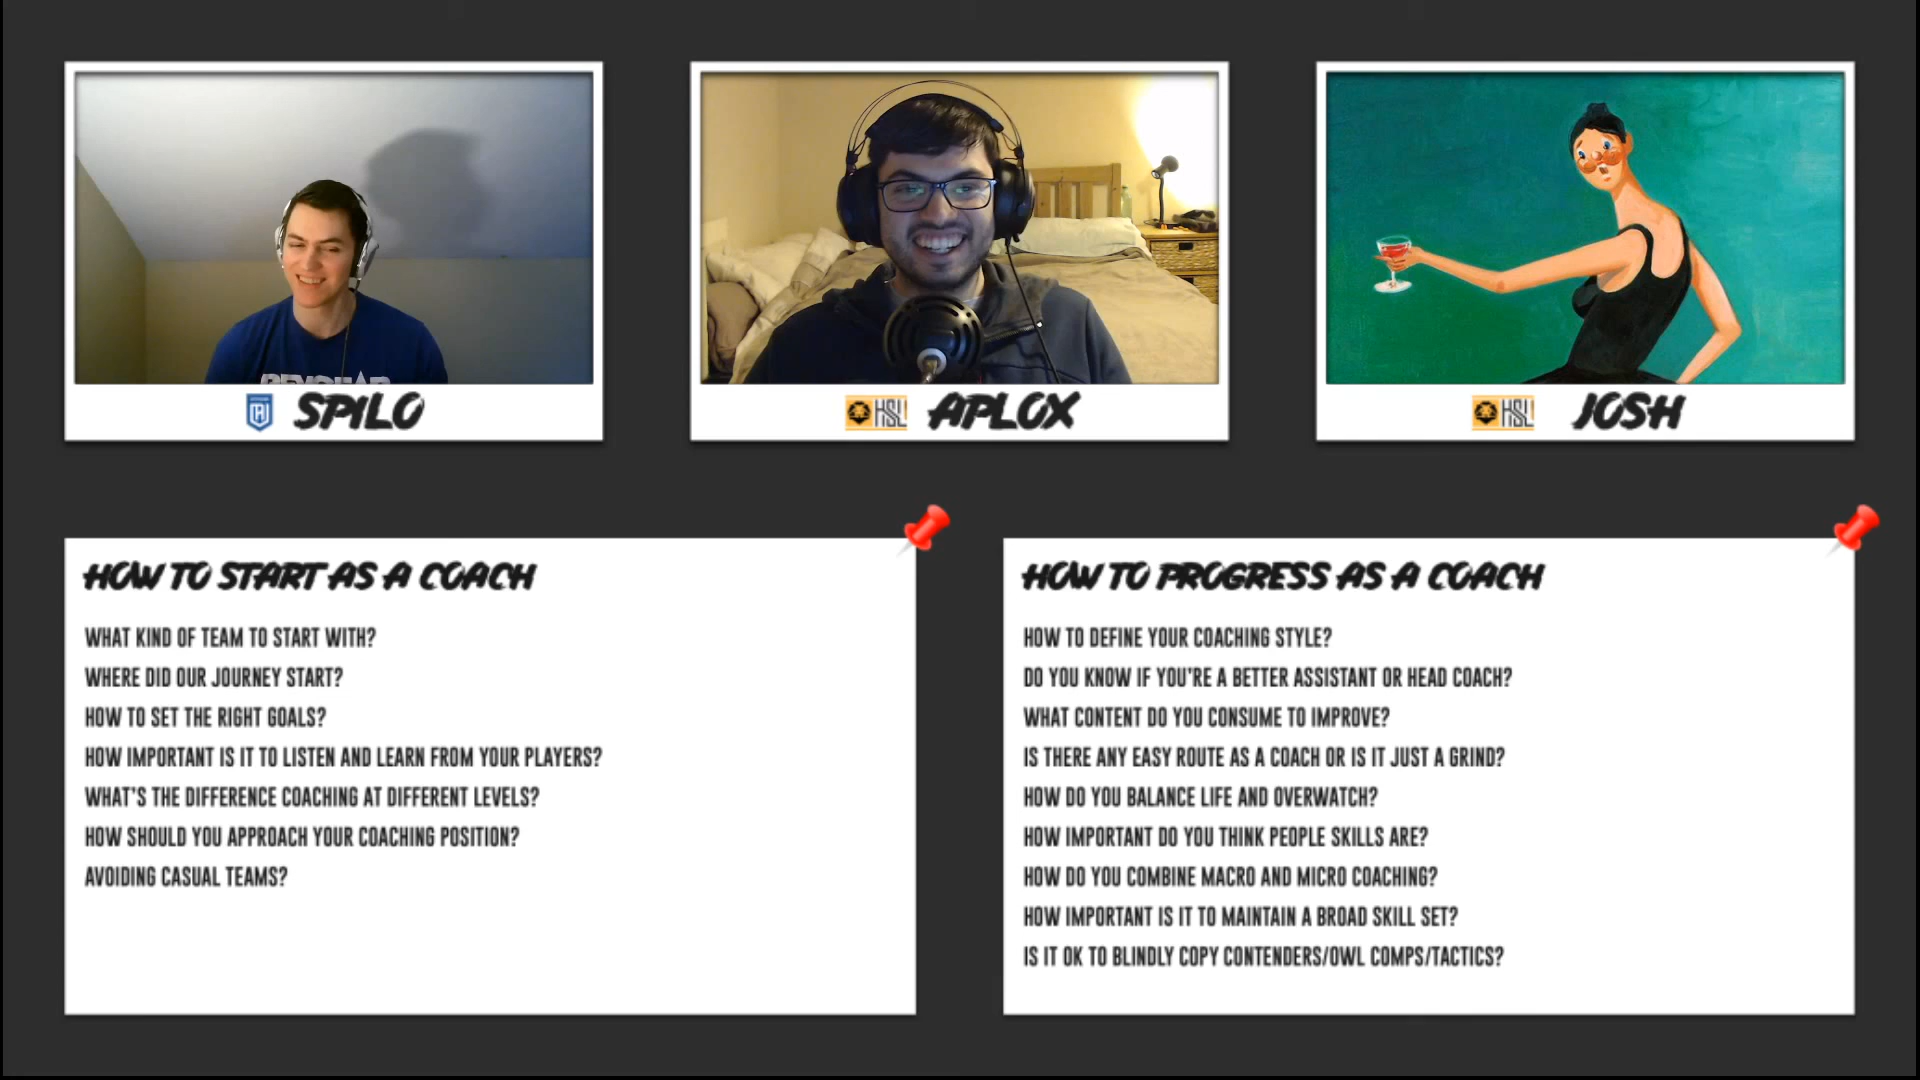 SPILO
HSL APLOX
HSL JOSH
HOW TO START AS A COACH
WHAT KIND OF TEAM TO START WITH?
WHERE DID OUR JOURNEY START?
HOW TO SET THE RIGHT GOALS?
HOW IMPORTANT IS IT TO LISTEN AND LEARN FROM YOUR PLAYERS?
WHAT'S THE DIFFERENCE COACHING AT DIFFERENT LEVELS?
HOW SHOULD YOU APPROACH YOUR COACHING POSITION?
AVOIDING CASUAL TEAMS?
HOW TO PROGRESS AS A COACH
HOW TO DEFINE YOUR COACHING STYLE?
DO YOU KNOW IF YOU'RE A BETTER ASSISTANT OR HEAD COACH?
WHAT CONTENT DO YOU CONSUME TO IMPROVE?
IS THERE ANY EASY ROUTE AS A COACH OR IS IT JUST A GRIND?
HOW DO YOU BALANCE LIFE AND OVERWATCH?
HOW IMPORTANT DO YOU THINK PEOPLE SKILLS ARE?
HOW DO YOU COMBINE MACRO AND MICRO COACHING?
HOW IMPORTANT IS IT TO MAINTAIN A BROAD SKILL SET?
IS IT OK TO BLINDLY COPY CONTENDERS/OWL COMPS/TACTICS?